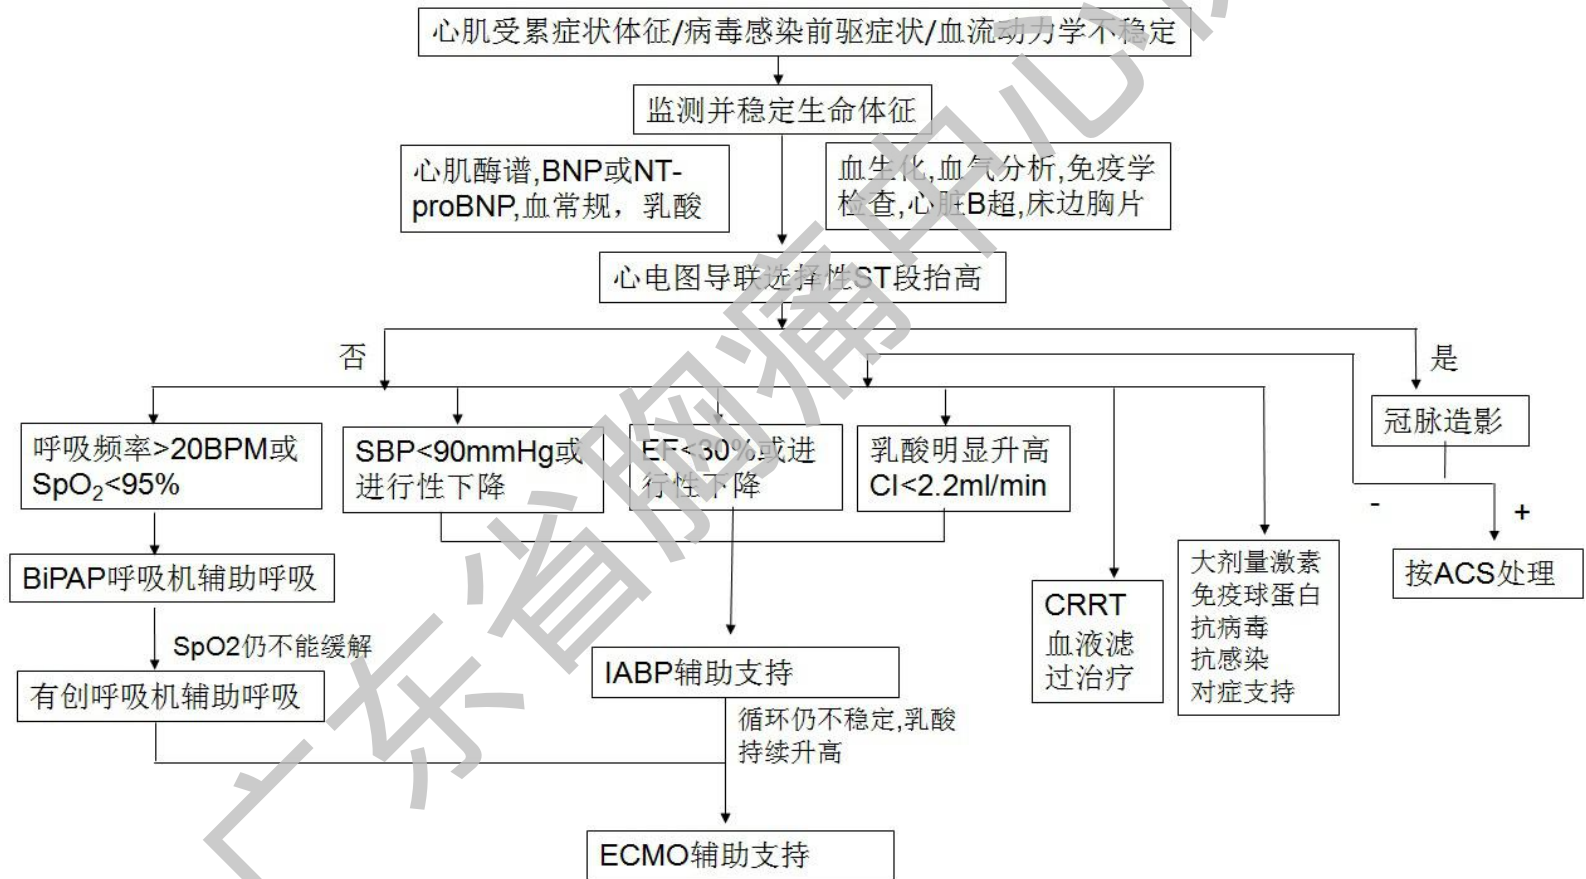 心肌受累症状体征/病毒感染前驱症状/血流动力学不稳定
监测并稳定生命体征
心肌酶谱,BNP或NT-
proBNP,血常规，乳酸
血生化,血气分析,免疫学
检查,心脏B超,床边胸片
心电图导联选择性ST段抬高
否
是
呼吸频率>20BPM或
SpO₂<95%
SBP<90mmHg或
进行性下降
EF<30%或进
行性下降
乳酸明显升高
CI<2.2ml/min
冠脉造影
-
+
BiPAP呼吸机辅助呼吸
按ACS处理
CRRT
血液滤
过治疗
大剂量激素
免疫球蛋白
抗病毒
抗感染
对症支持
SpO2仍不能缓解
有创呼吸机辅助呼吸
IABP辅助支持
循环仍不稳定,乳酸
持续升高
ECMO辅助支持
广东省胸痛中心